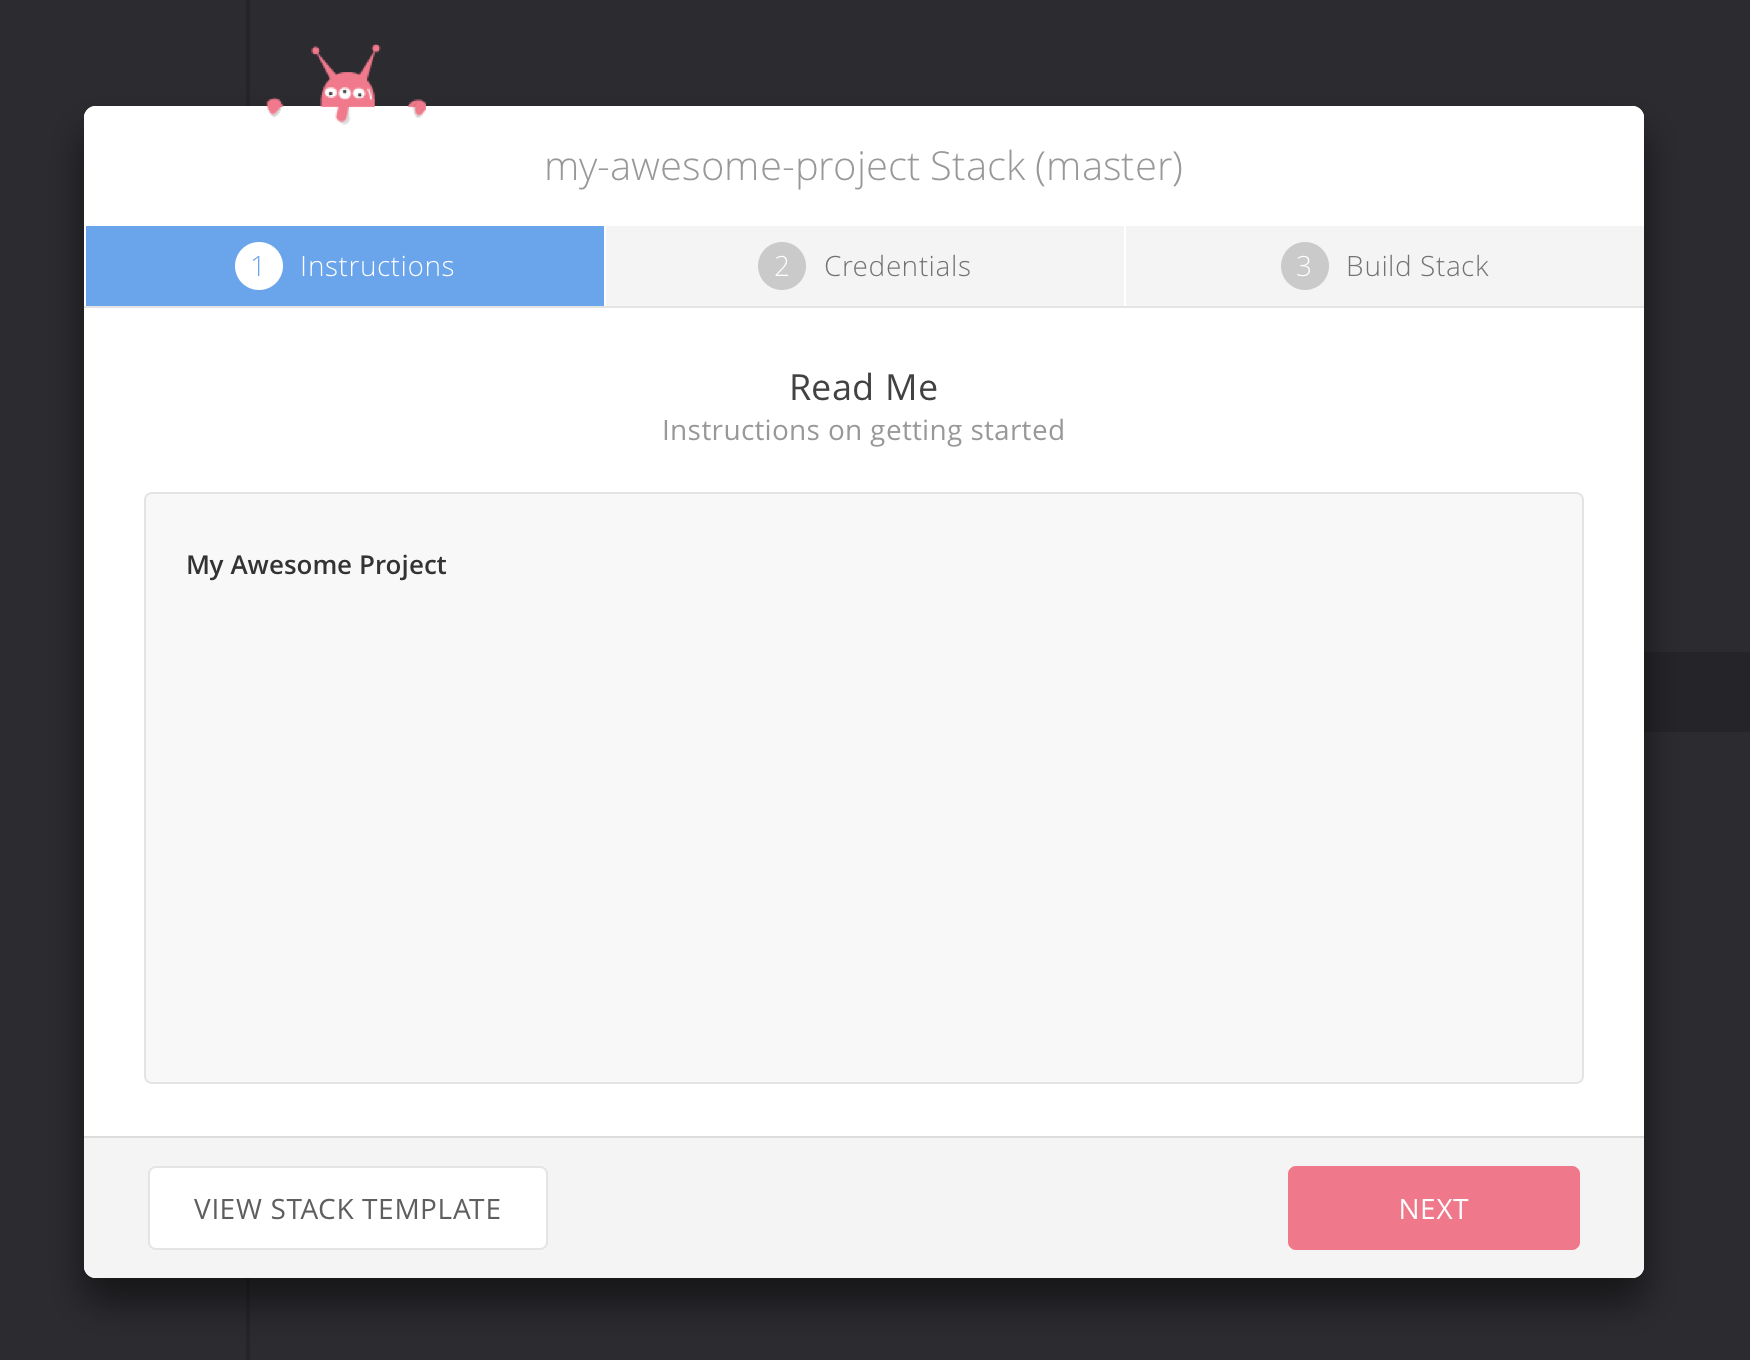 my-awesome-project Stack (master)
1 Instructions
2 Credentials
3 Build Stack
Read Me
Instructions on getting started
My Awesome Project
VIEW STACK TEMPLATE
NEXT